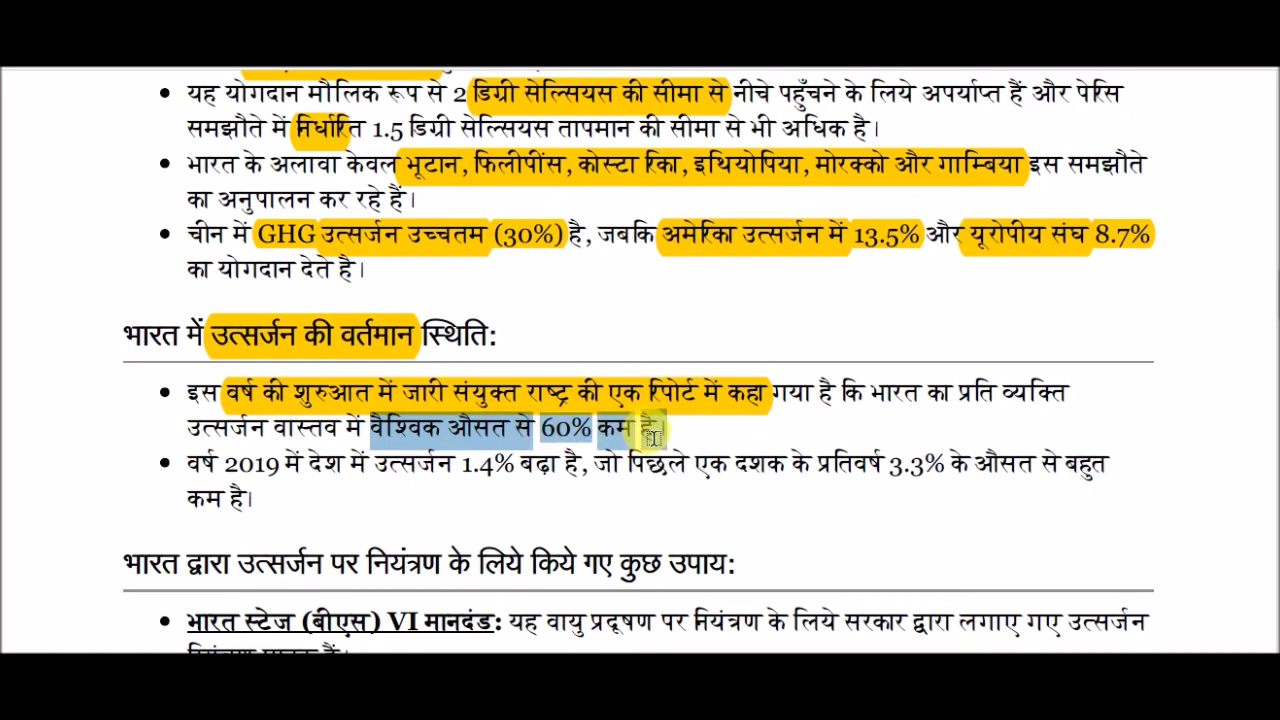 यह योगदान मौलिक रूप से 2 डिग्री सेल्सियस की सीमा से नीचे पहुँचने के लिये अपर्याप्त हैं और पेरिस
समझौते में निर्धारित 1.5 डिग्री सेल्सियस तापमान की सीमा से भी अधिक है।
भारत के अलावा केवल भूटान, फिलीपींस, कोस्टा रिका, इथियोपिया, मोरक्को और गाम्बिया इस समझौते
का अनुपालन कर रहे हैं।
चीन में GHG उत्सर्जन उच्चतम (30%) है, जबकि अमेरिका उत्सर्जन में 13.5% और यूरोपीय संघ 8.7%
का योगदान देते है।
भारत में उत्सर्जन की वर्तमान स्थिति:
इस वर्ष की शुरुआत में जारी संयुक्त राष्ट्र की एक रिपोर्ट में कहा गया है कि भारत का प्रति व्यक्ति
उत्सर्जन वास्तव में वैश्विक औसत से 60% कम है।
वर्ष 2019 में देश में उत्सर्जन 1.4% बढ़ा है, जो पिछले एक दशक के प्रतिवर्ष 3.3% के औसत से बहुत
कम है।
भारत द्वारा उत्सर्जन पर नियंत्रण के लिये किये गए कुछ उपाय:
भारत स्टेज (बीएस) VI मानदंड: यह वायु प्रदूषण पर नियंत्रण के लिये सरकार द्वारा लगाए गए उत्सर्जन